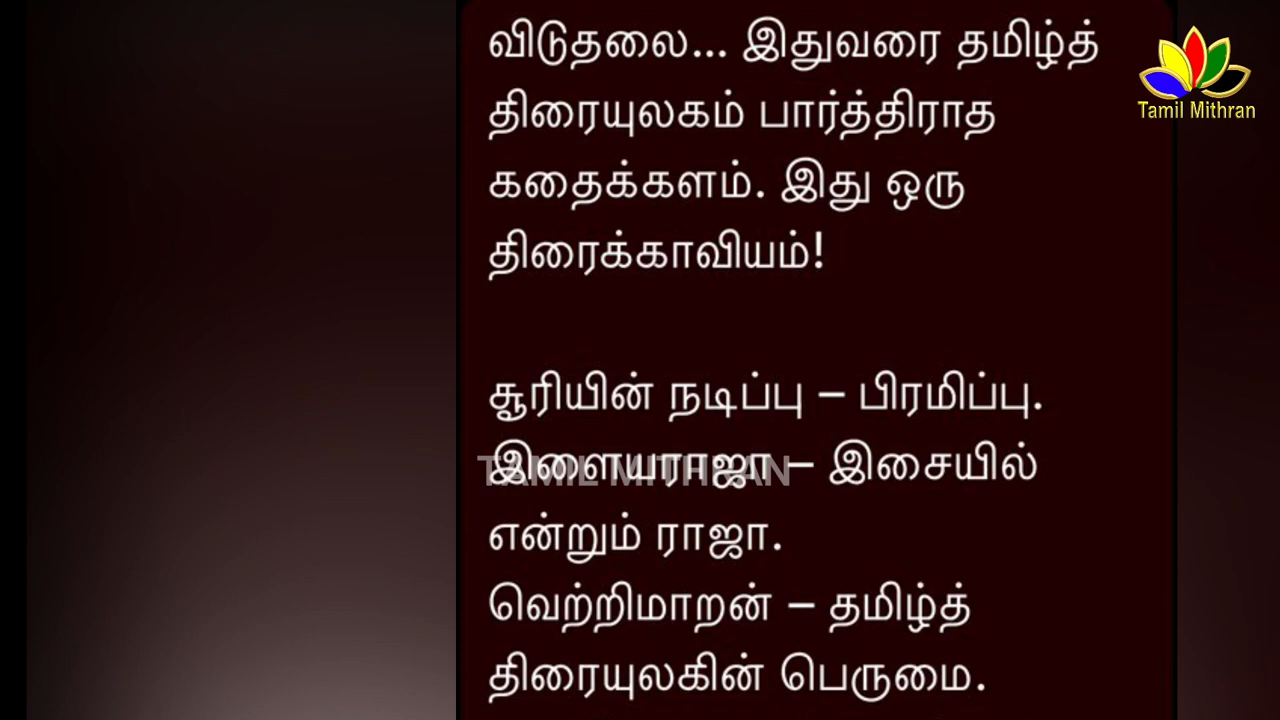 விடுதலை... இதுவரை தமிழ்த்
திரையுலகம் பார்த்திராத
கதைக்களம். இது ஒரு
திரைக்காவியம்!
சூரியின் நடிப்பு – பிரமிப்பு.
இளையராஜா – இசையில்
என்றும் ராஜா.
வெற்றிமாறன் – தமிழ்த்
திரையுலகின் பெருமை.
Tamil Mithran
TAMIL MITHRAN